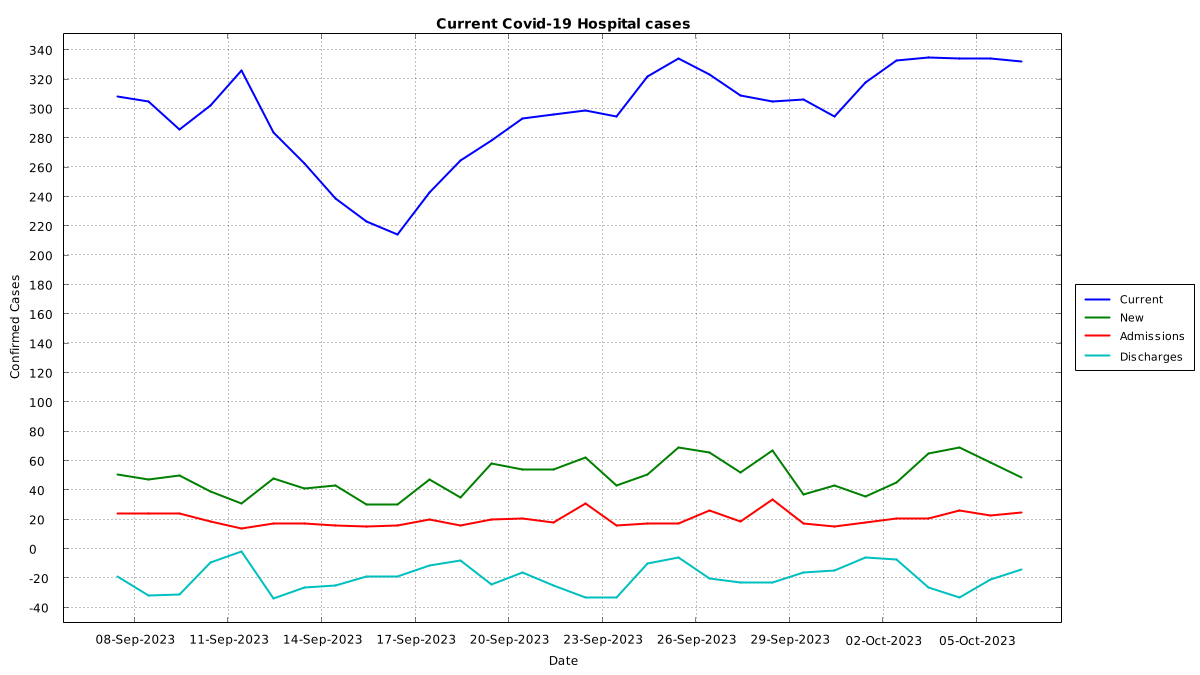 Current Covid-19 Hospital cases
340
320
300
280
260
240
220
200
180
160
140
120
100
80
60
40
20
0
-20
-40
Confirmed Cases
08-Sep-2023 11-Sep-2023 14-Sep-2023 17-Sep-2023 20-Sep-2023 23-Sep-2023 26-Sep-2023 29-Sep-2023 02-Oct-2023 05-Oct-2023
Date
Current
New
Admissions
Discharges